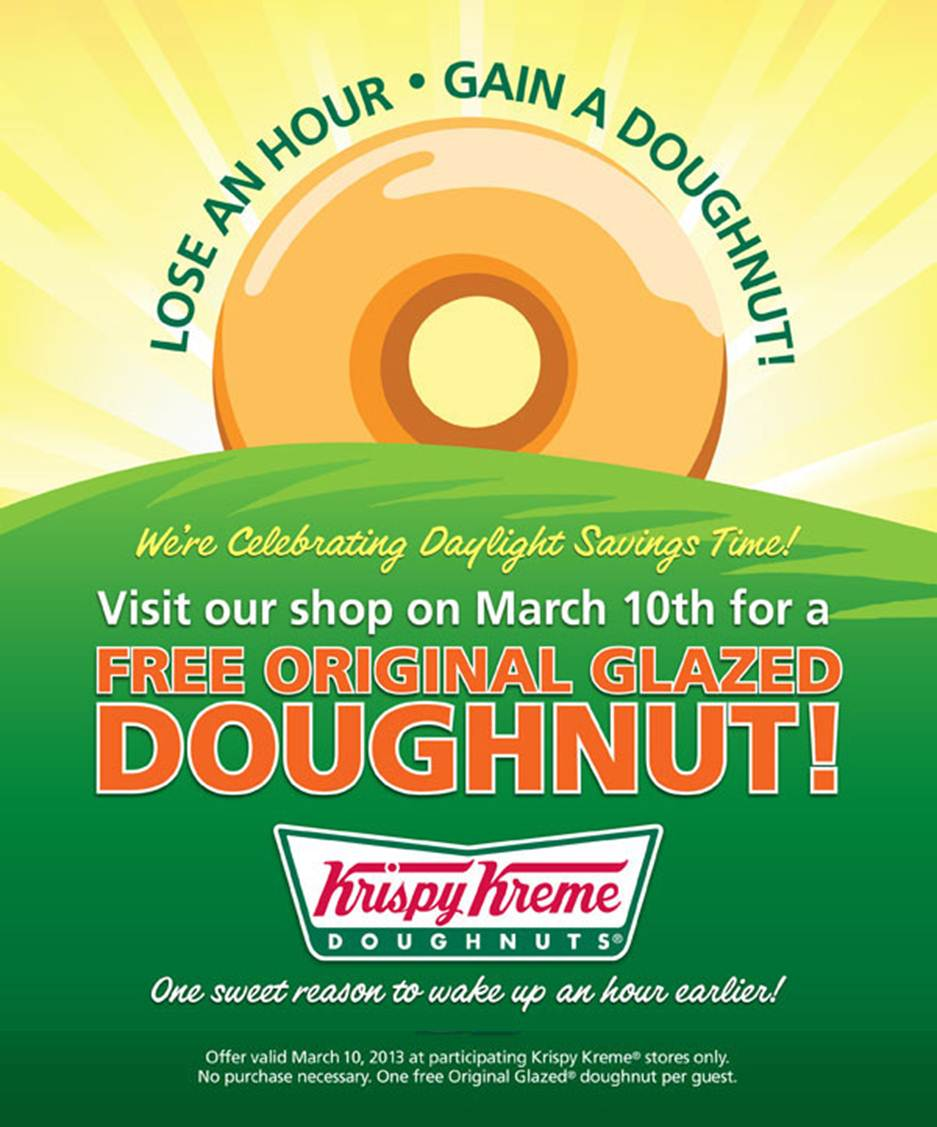 LOSE AN HOUR • GAIN A DOUGHNUT!
We're Celebrating Daylight Savings Time!
Visit our shop on March 10th for a
FREE ORIGINAL GLAZED
DOUGHNUT!
Krispy Kreme
DOUGHNUTS®
One sweet reason to wake up an hour earlier!
Offer valid March 10, 2013 at participating Krispy Kreme® stores only.
No purchase necessary. One free Original Glazed® doughnut per guest.